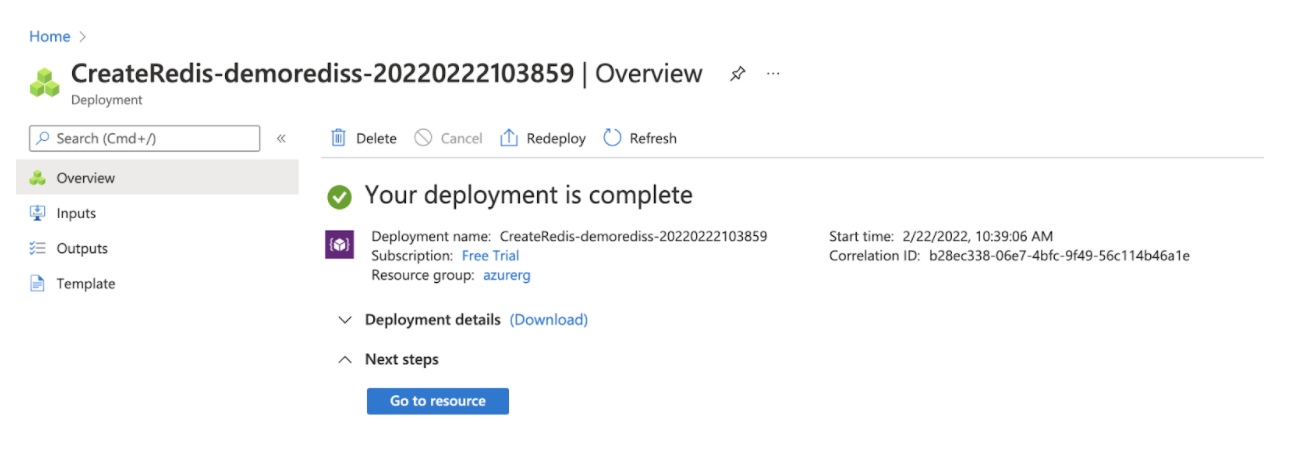 Home >
CreateRedis-demorediss-20220222103859 | Overview ...
Deployment
Search (Cmd+/) «
Delete Cancel Redeploy Refresh
Overview
Inputs
Outputs
Template
Your deployment is complete
Deployment name: CreateRedis-demorediss-20220222103859 Start time: 2/22/2022, 10:39:06 AM
Subscription: Free Trial Correlation ID: b28ec338-06e7-4bfc-9f49-56c114b46a1e
Resource group: azurerg
Deployment details (Download)
Next steps
Go to resource